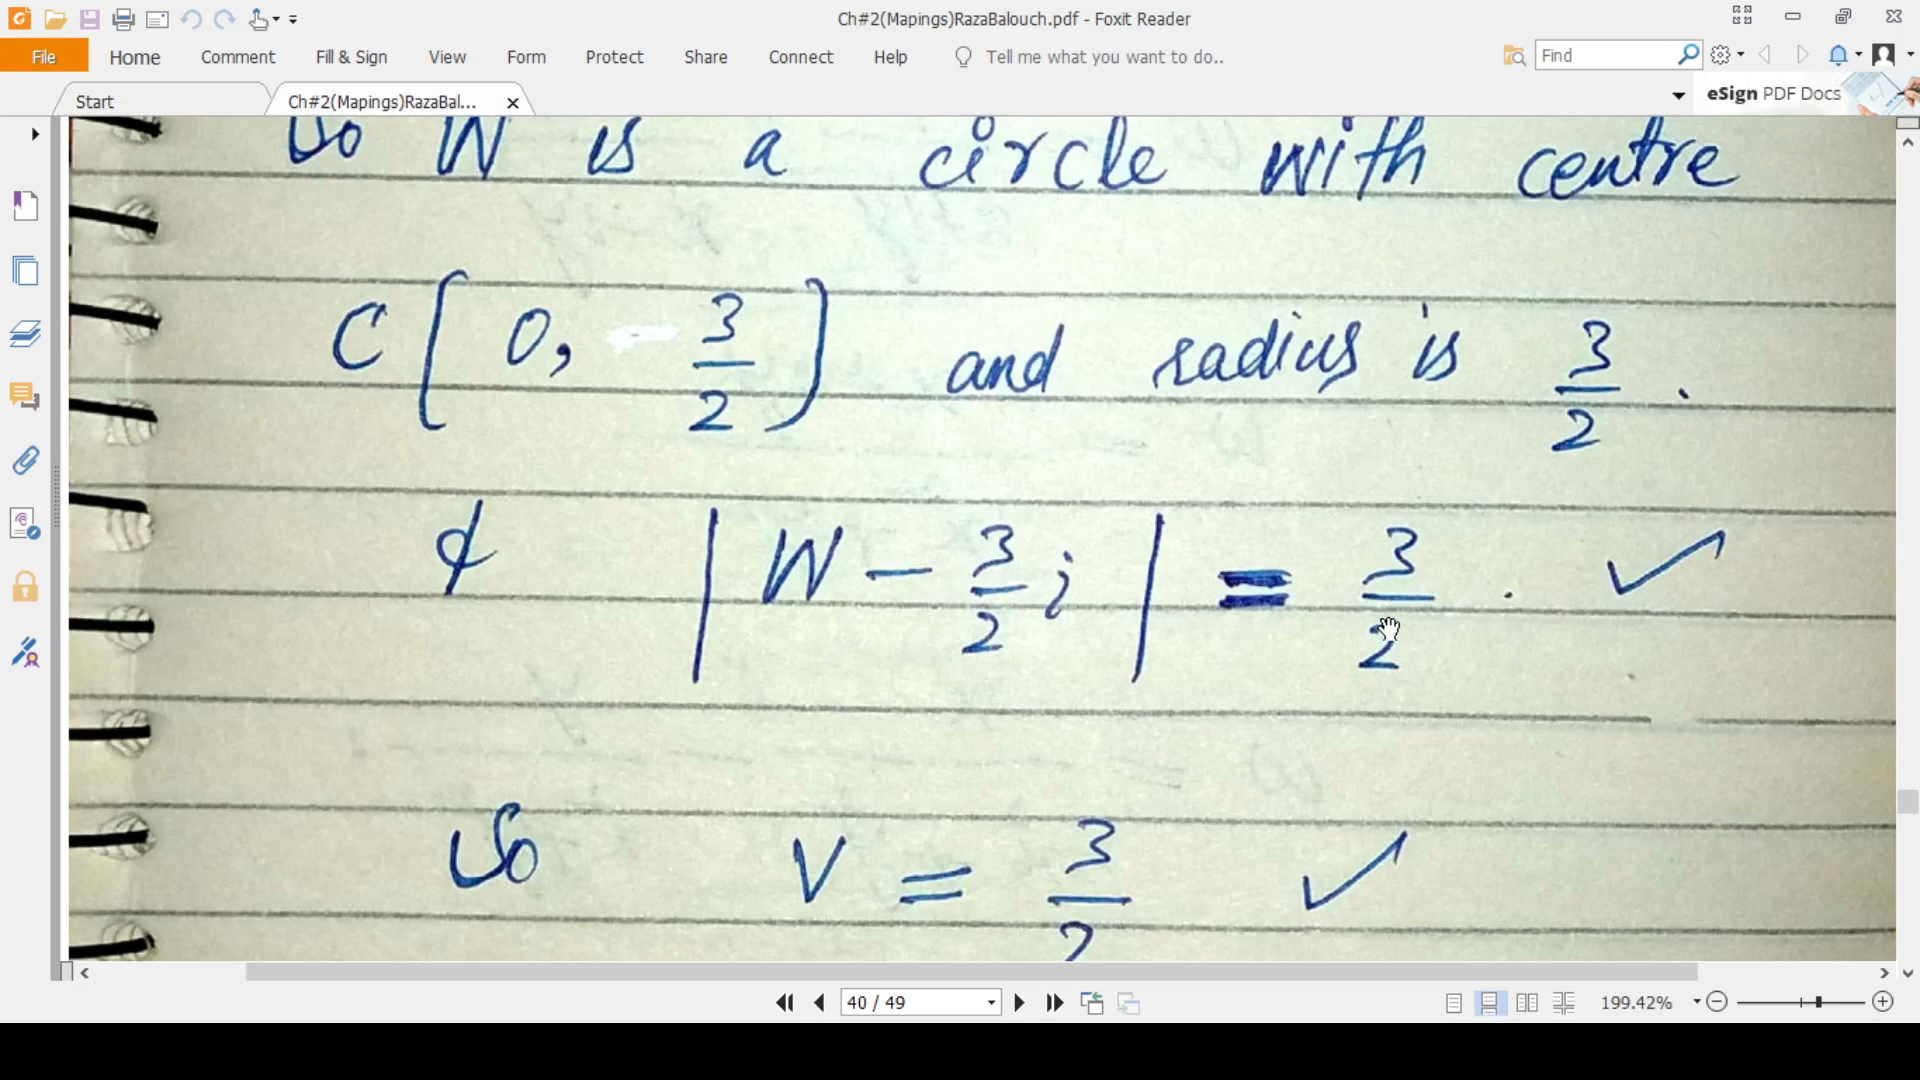 Ch#2(Mapings)RazaBalouch.pdf - Foxit Reader
File Home Comment Fill & Sign View Form Protect Share Connect Help Tell me what you want to do.. Find
Start Ch#2(Mapings)RazaBal... eSign PDF Docs
So W is a circle with centre
C ( 0, 3/2 ) and radius is 3/2 .
& | W - 3/2 i | = 3/2 . ✓
So V = 3/2 ✓
40 / 49 199.42%